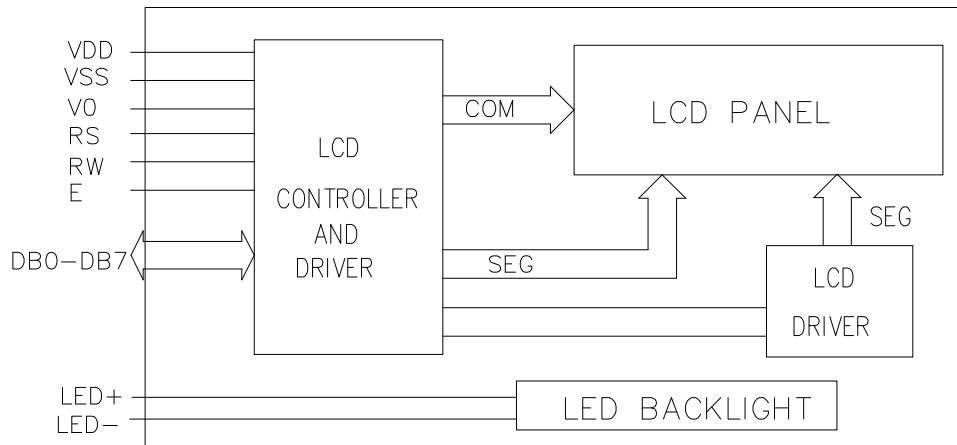 VDD
VSS
V0
RS
RW
E
DB0-DB7
LED+
LED-
LCD
CONTROLLER
AND
DRIVER
COM
SEG
LCD PANEL
SEG
LCD
DRIVER
LED BACKLIGHT